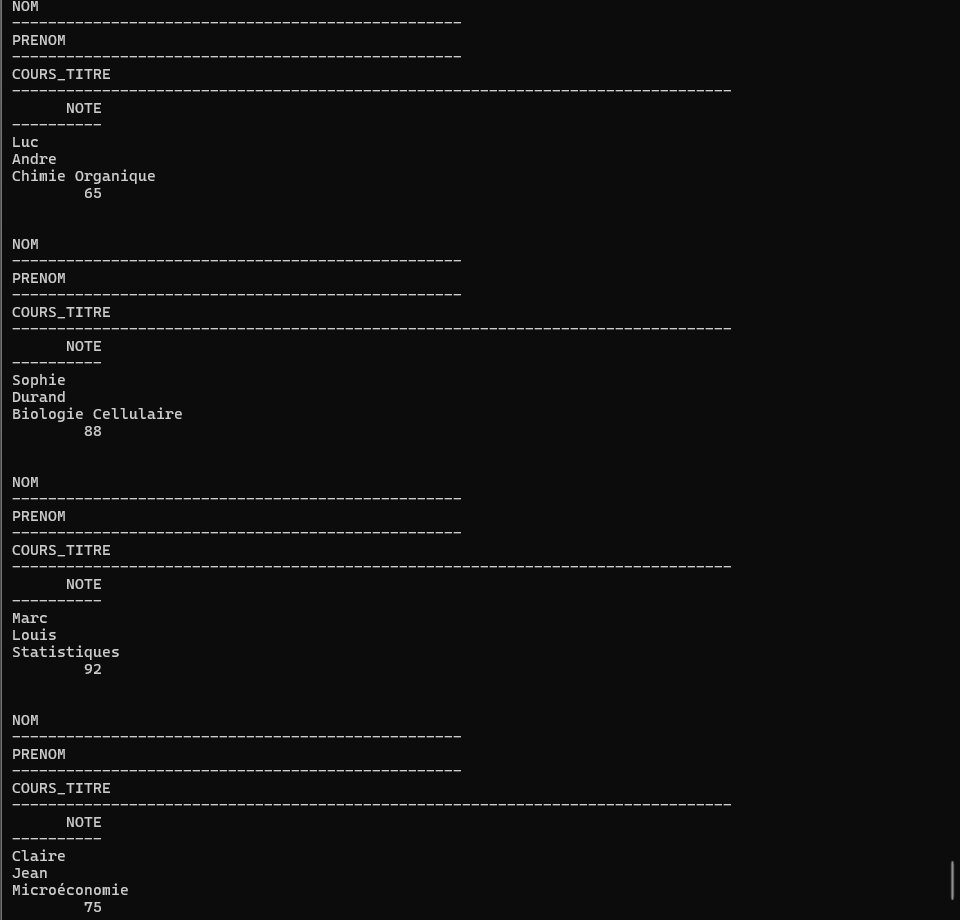 NOM
--------------------------------------------------
PRENOM
--------------------------------------------------
COURS_TITRE
--------------------------------------------------------------------------------
      NOTE
----------
Luc
Andre
Chimie Organique
        65

NOM
--------------------------------------------------
PRENOM
--------------------------------------------------
COURS_TITRE
--------------------------------------------------------------------------------
      NOTE
----------
Sophie
Durand
Biologie Cellulaire
        88

NOM
--------------------------------------------------
PRENOM
--------------------------------------------------
COURS_TITRE
--------------------------------------------------------------------------------
      NOTE
----------
Marc
Louis
Statistiques
        92

NOM
--------------------------------------------------
PRENOM
--------------------------------------------------
COURS_TITRE
--------------------------------------------------------------------------------
      NOTE
----------
Claire
Jean
Microéconomie
        75